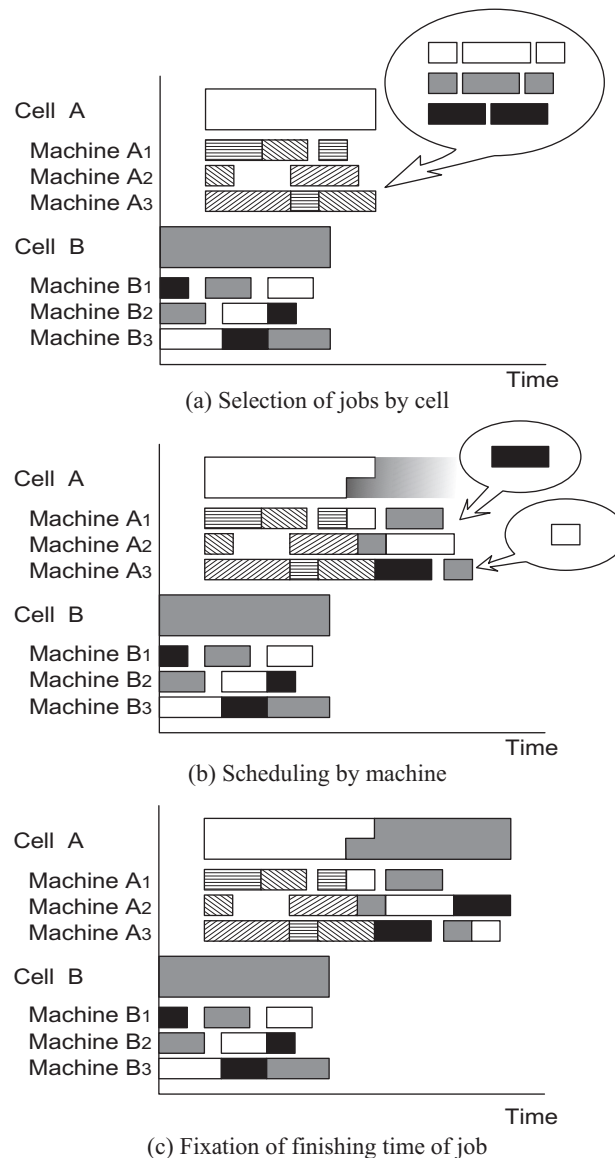 Cell A
Machine A1
Machine A2
Machine A3
Cell B
Machine B1
Machine B2
Machine B3
Time
(a) Selection of jobs by cell
Cell A
Machine A1
Machine A2
Machine A3
Cell B
Machine B1
Machine B2
Machine B3
Time
(b) Scheduling by machine
Cell A
Machine A1
Machine A2
Machine A3
Cell B
Machine B1
Machine B2
Machine B3
Time
(c) Fixation of finishing time of job